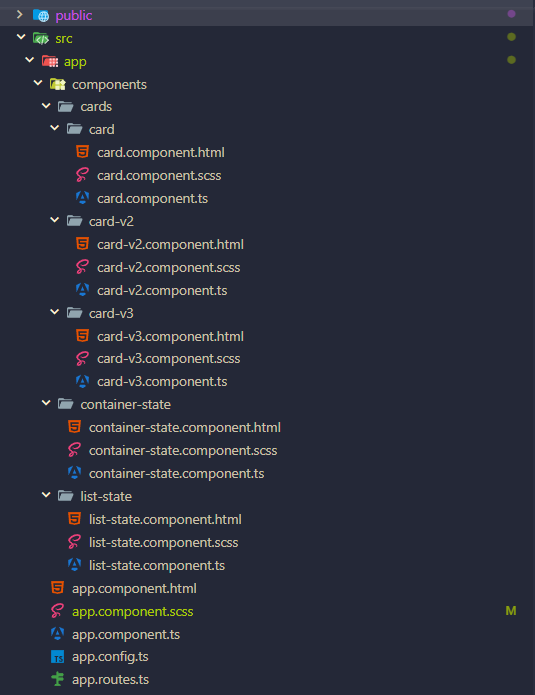 public
src
app
components
cards
card
card.component.html
card.component.scss
card.component.ts
card-v2
card-v2.component.html
card-v2.component.scss
card-v2.component.ts
card-v3
card-v3.component.html
card-v3.component.scss
card-v3.component.ts
container-state
container-state.component.html
container-state.component.scss
container-state.component.ts
list-state
list-state.component.html
list-state.component.scss
list-state.component.ts
app.component.html
app.component.scss M
app.component.ts
TS app.config.ts
app.routes.ts